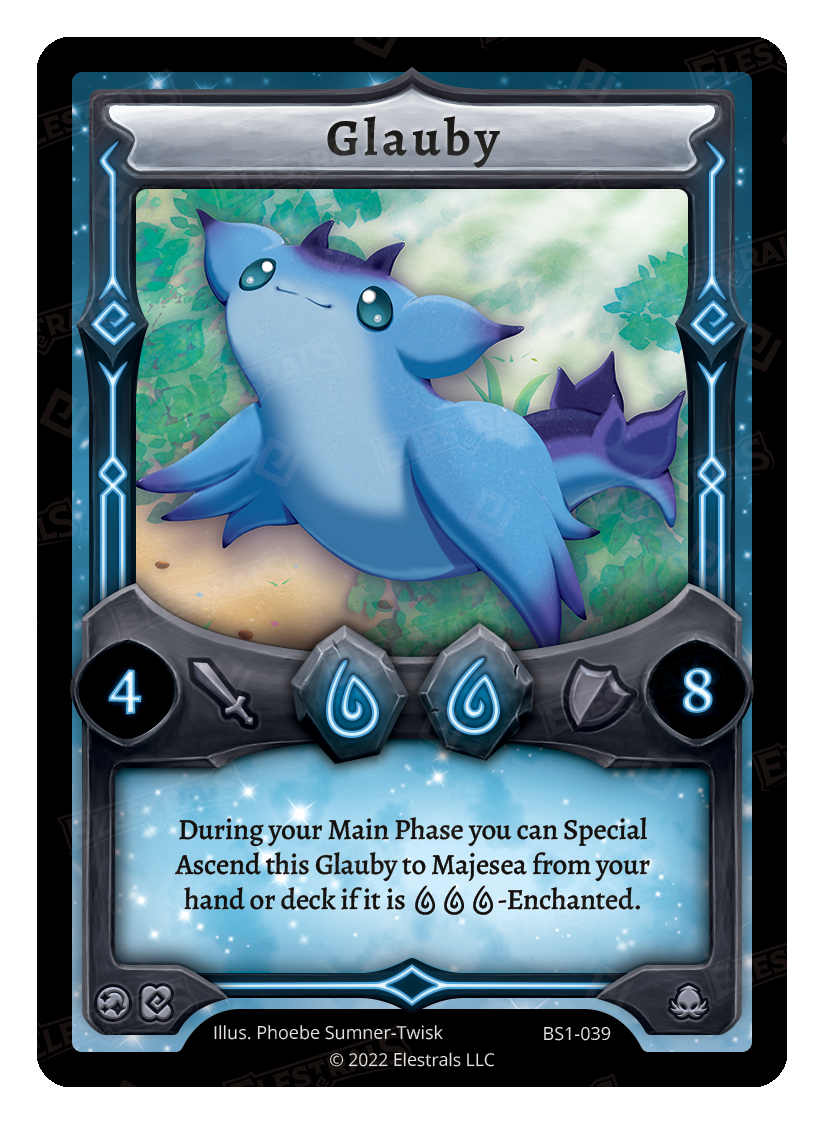 Glauby
4
8
During your Main Phase you can Special
Ascend this Glauby to Majesea from your
hand or deck if it is -Enchanted.
Illus. Phoebe Sumner-Twisk
BS1-039
© 2022 Elestrals LLC
ELESTRALS